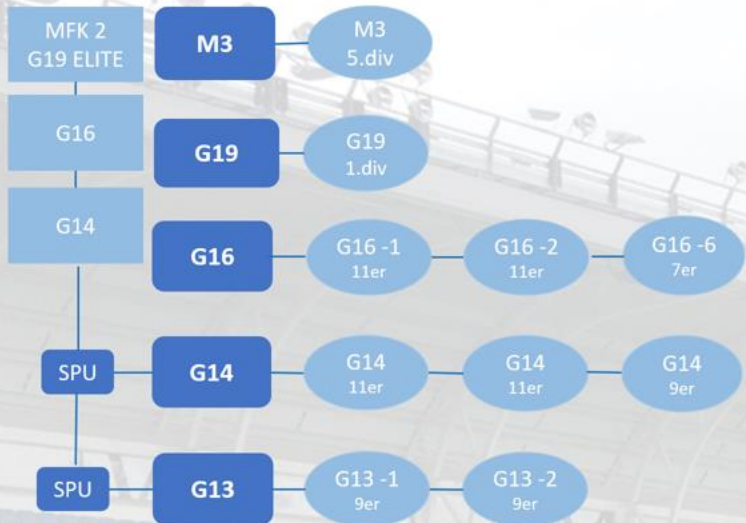 MFK 2
G19 ELITE
M3
M3
5.div
G16
G19
G19
1.div
G14
G16
G16 -1
11er
G16 -2
11er
G16 -6
7er
SPU
G14
G14
11er
G14
11er
G14
9er
SPU
G13
G13 -1
9er
G13 -2
9er